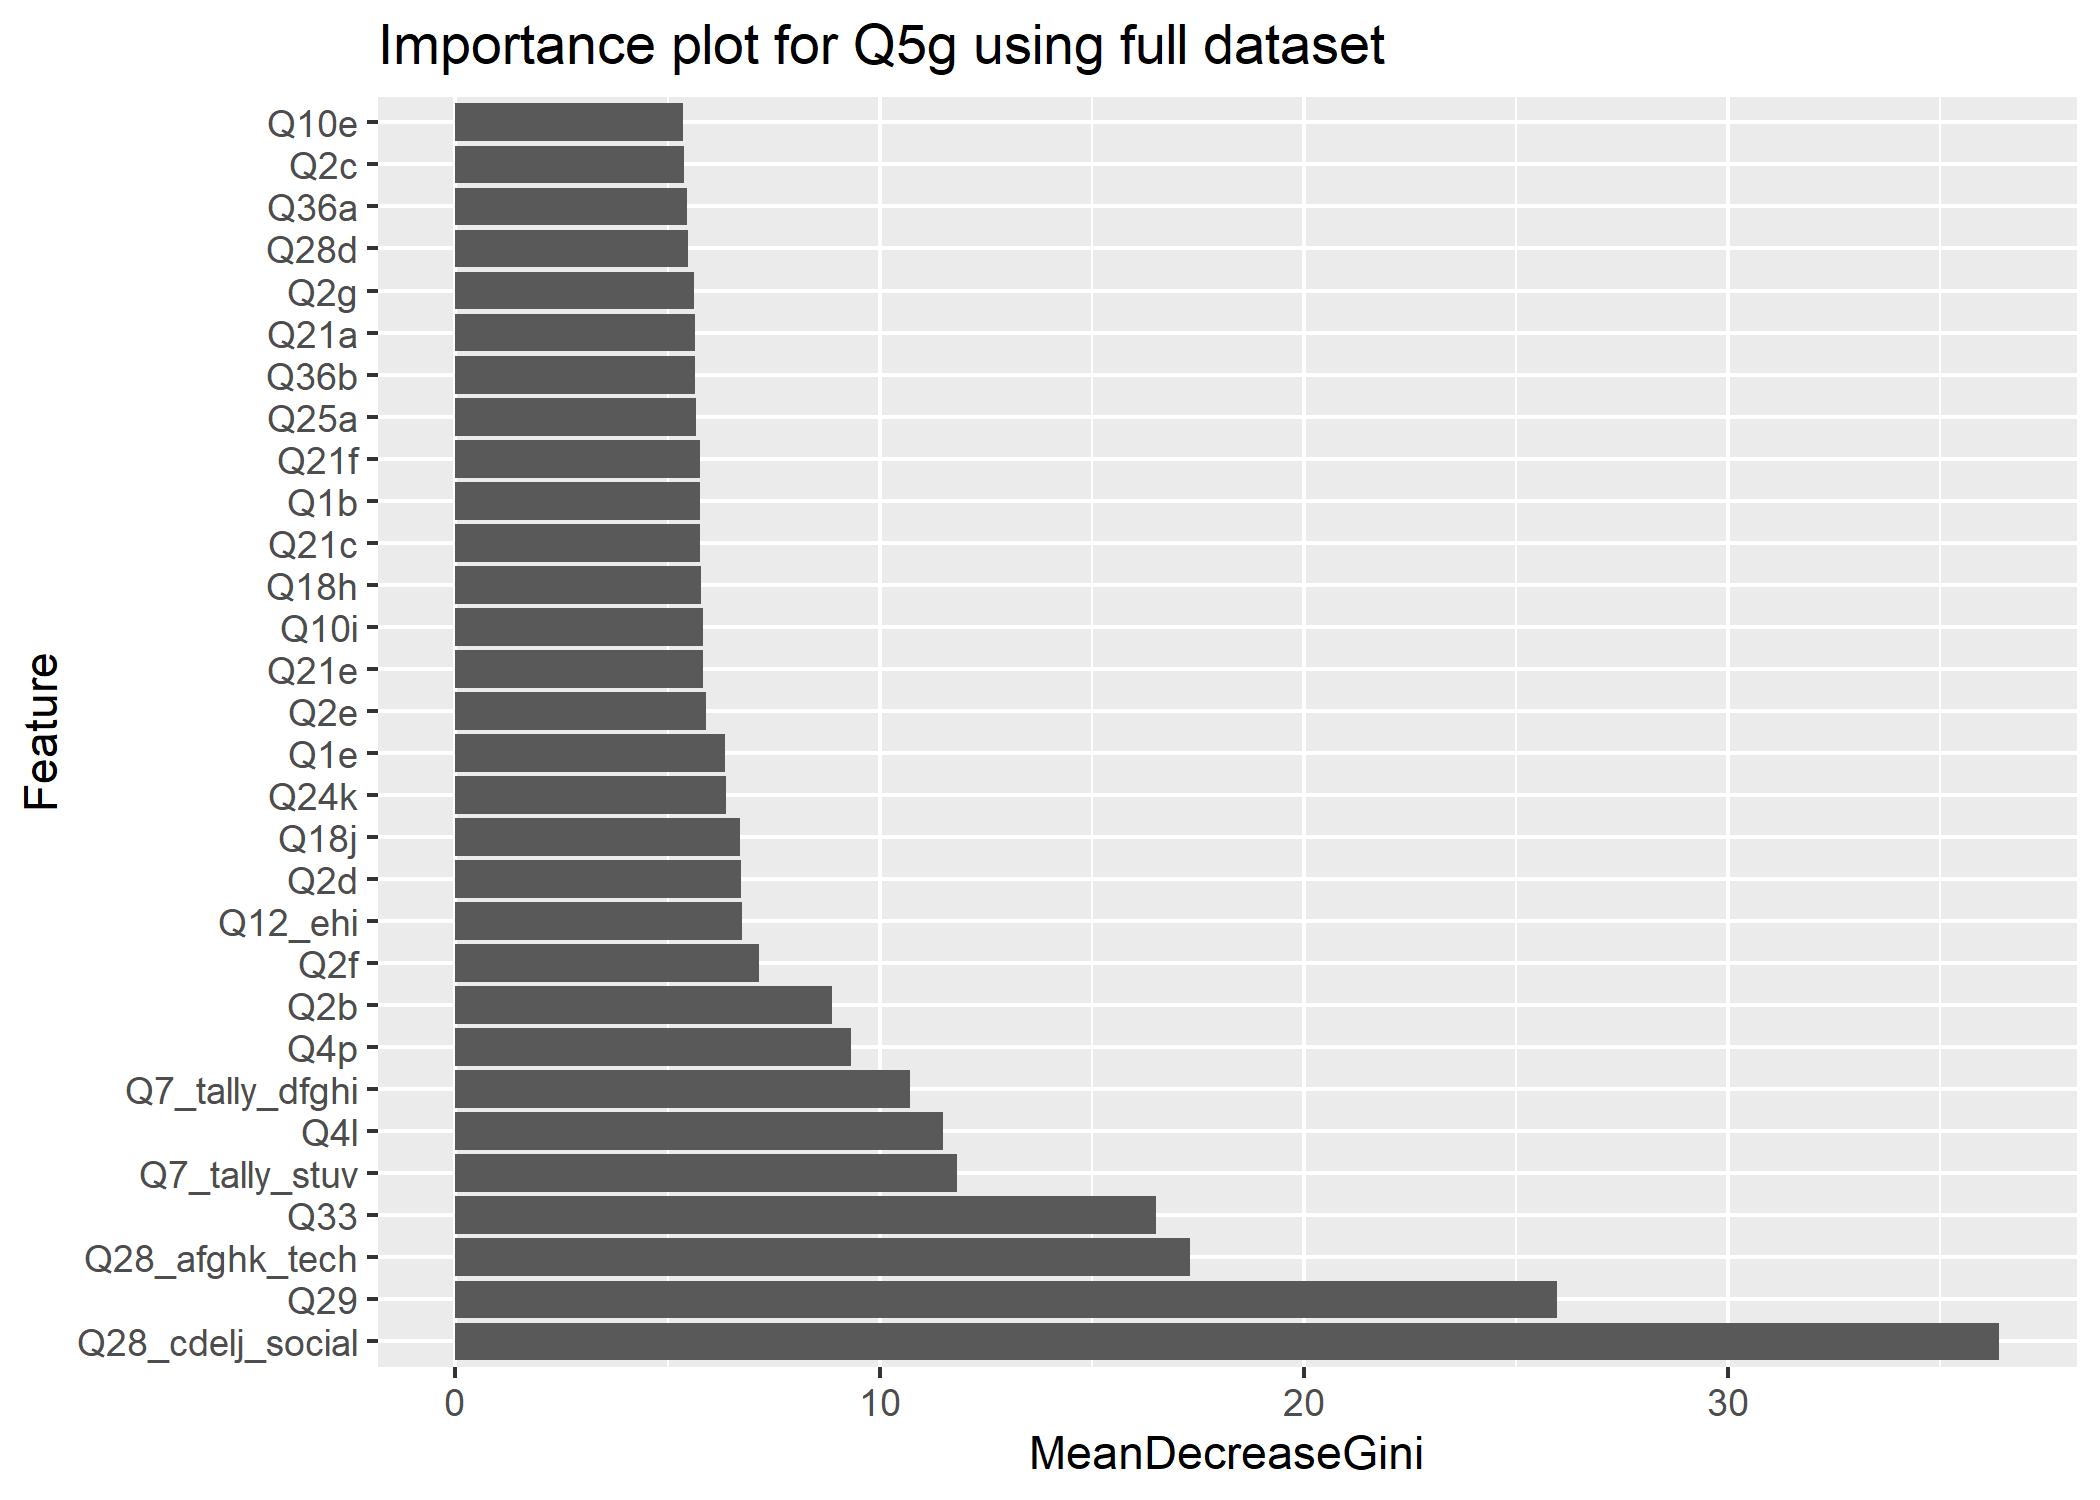 Importance plot for Q5g using full dataset
Feature
Q10e
Q2c
Q36a
Q28d
Q2g
Q21a
Q36b
Q25a
Q21f
Q1b
Q21c
Q18h
Q10i
Q21e
Q2e
Q1e
Q24k
Q18j
Q2d
Q12_ehi
Q2f
Q2b
Q4p
Q7_tally_dfghi
Q4l
Q7_tally_stuv
Q33
Q28_afghk_tech
Q29
Q28_cdelj_social
0 10 20 30
MeanDecreaseGini